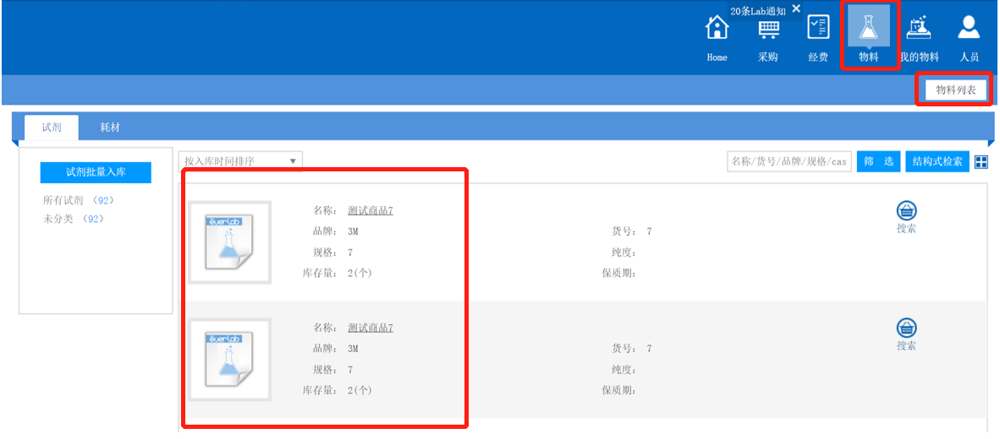 20条Lab通知 ×
Home 采购 经费 物料 我的物料 人员
物料列表
试剂 耗材
试剂批量入库
所有试剂 （92）
未分类 （92）
按入库时间排序 ▼
名称/货号/品牌/规格/cas 筛 选 结构式检索
euerlab
名称： 测试商品7
品牌： 3M 货号： 7
规格： 7 纯度：
库存量： 2(个) 保质期：
搜索
euerlab
名称： 测试商品7
品牌： 3M 货号： 7
规格： 7 纯度：
库存量： 2(个) 保质期：
搜索